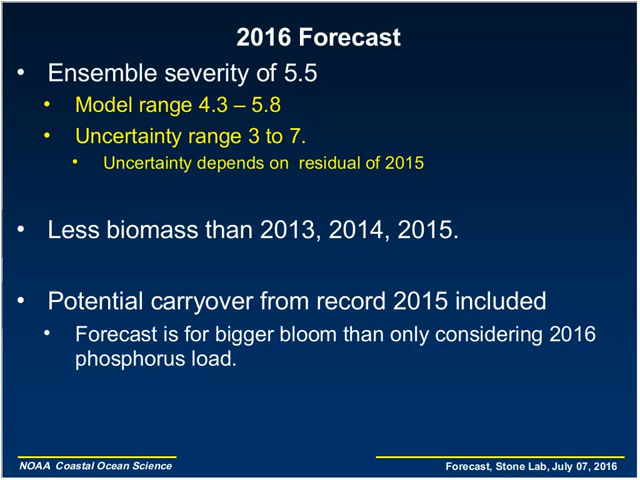 2016 Forecast
• Ensemble severity of 5.5
• Model range 4.3 – 5.8
• Uncertainty range 3 to 7.
• Uncertainty depends on residual of 2015
• Less biomass than 2013, 2014, 2015.
• Potential carryover from record 2015 included
• Forecast is for bigger bloom than only considering 2016
phosphorus load.
NOAA Coastal Ocean Science
Forecast, Stone Lab, July 07, 2016